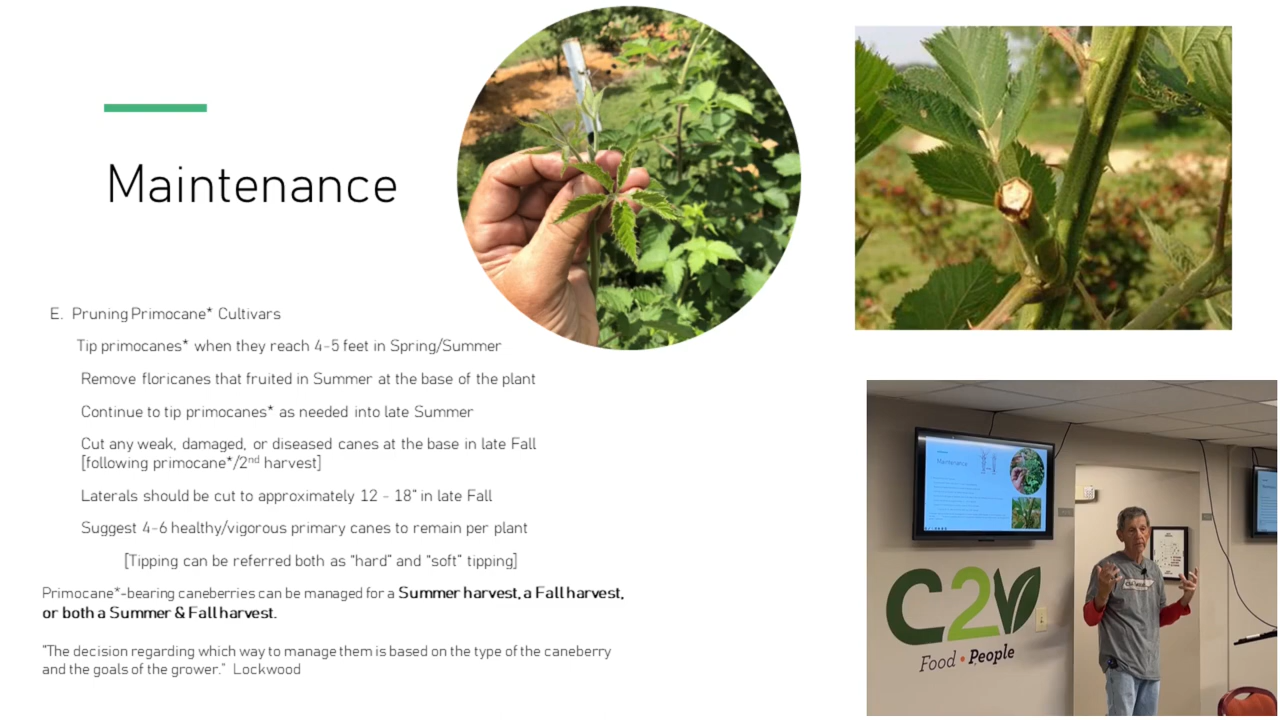 Maintenance
E. Pruning Primocane* Cultivars
Tip primocanes* when they reach 4-5 feet in Spring/Summer
Remove floricanes that fruited in Summer at the base of the plant
Continue to tip primocanes* as needed into late Summer
Cut any weak, damaged, or diseased canes at the base in late Fall
[following primocane*/2nd harvest]
Laterals should be cut to approximately 12 - 18" in late Fall
Suggest 4-6 healthy/vigorous primary canes to remain per plant
[Tipping can be referred both as "hard" and "soft" tipping]
Primocane*-bearing caneberries can be managed for a Summer harvest, a Fall harvest,
or both a Summer & Fall harvest.
"The decision regarding which way to manage them is based on the type of the caneberry
and the goals of the grower." Lockwood
Maintenance
C2V
Food • People